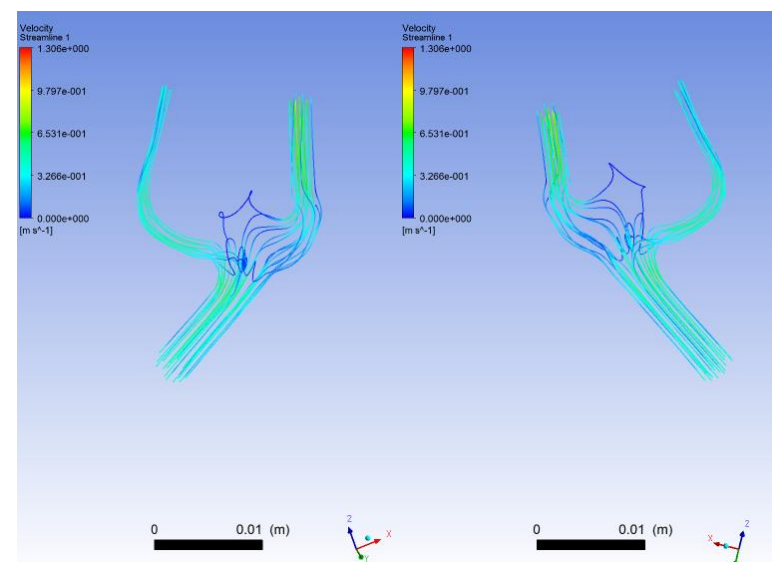 Velocity
Streamline 1
1.306e+000
9.797e-001
6.531e-001
3.266e-001
0.000e+000
[m s^-1]
0 0.01 (m)
Z
X
Y
Velocity
Streamline 1
1.306e+000
9.797e-001
6.531e-001
3.266e-001
0.000e+000
[m s^-1]
0 0.01 (m)
Z
X